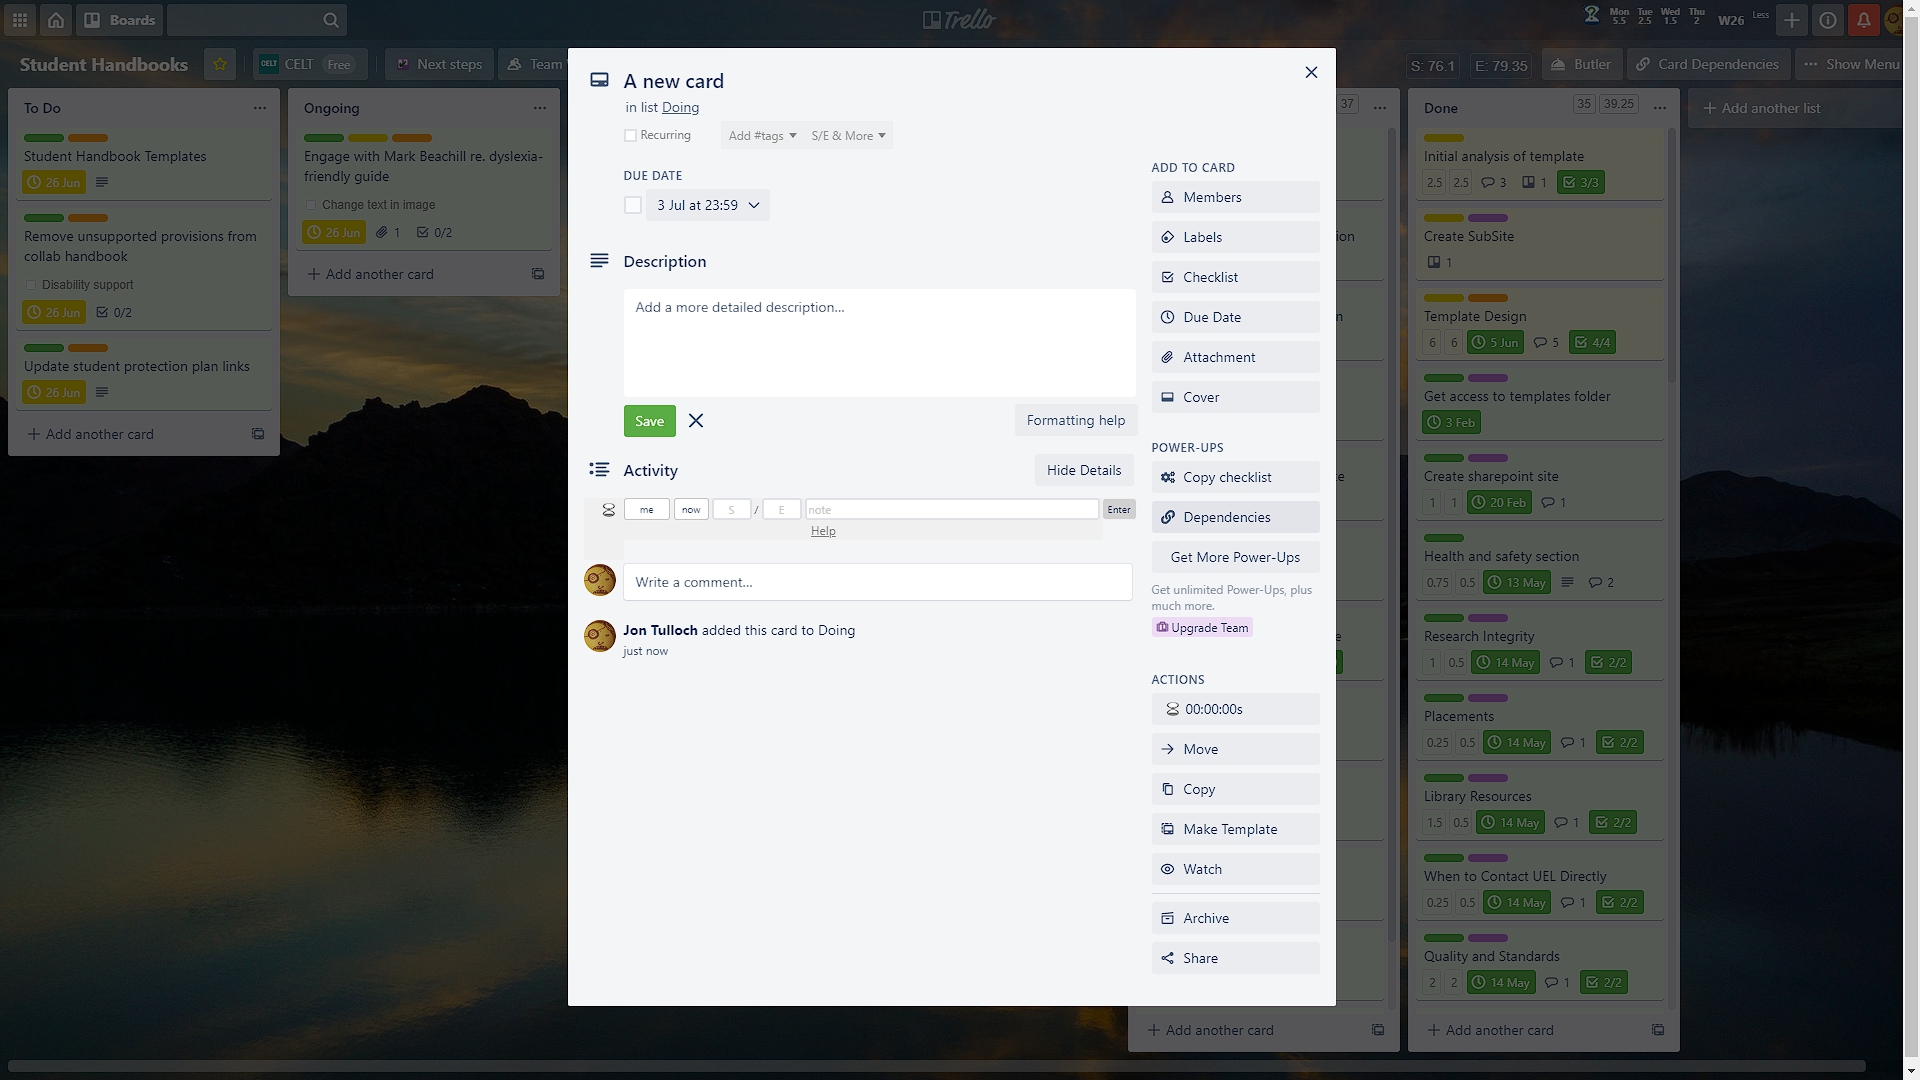 Boards
Trello
Mon 5.5
Tue 2.5
Wed 1.5
Thu 2
W26
Less
Student Handbooks
CELT CELT Free
Next steps
Team
S: 76.1
E: 79.35
Butler
Card Dependencies
Show Menu
To Do
Student Handbook Templates
26 Jun
Remove unsupported provisions from
collab handbook
Disability support
26 Jun 0/2
Update student protection plan links
26 Jun
+ Add another card
Ongoing
Engage with Mark Beachill re. dyslexia-
friendly guide
Change text in image
26 Jun 1 0/2
+ Add another card
A new card
in list Doing
Recurring
Add #tags
S/E & More
DUE DATE
3 Jul at 23:59
Description
Add a more detailed description...
Save
Formatting help
Activity
Hide Details
me now S / E note Enter
Help
Write a comment...
Jon Tulloch added this card to Doing
just now
ADD TO CARD
Members
Labels
Checklist
Due Date
Attachment
Cover
POWER-UPS
Copy checklist
Dependencies
Get More Power-Ups
Get unlimited Power-Ups, plus
much more.
Upgrade Team
ACTIONS
00:00:00s
Move
Copy
Make Template
Watch
Archive
Share
37
+ Add another card
Done 35 39.25
Initial analysis of template
2.5 2.5 3 1 3/3
Create SubSite
1
Template Design
6 6 5 Jun 5 4/4
Get access to templates folder
3 Feb
Create sharepoint site
1 1 20 Feb 1
Health and safety section
0.75 0.5 13 May 2
Research Integrity
1 0.5 14 May 1 2/2
Placements
0.25 0.5 14 May 1 2/2
Library Resources
1.5 0.5 14 May 1 2/2
When to Contact UEL Directly
0.25 0.5 14 May 1 2/2
Quality and Standards
2 2 14 May 1 2/2
+ Add another card
+ Add another list